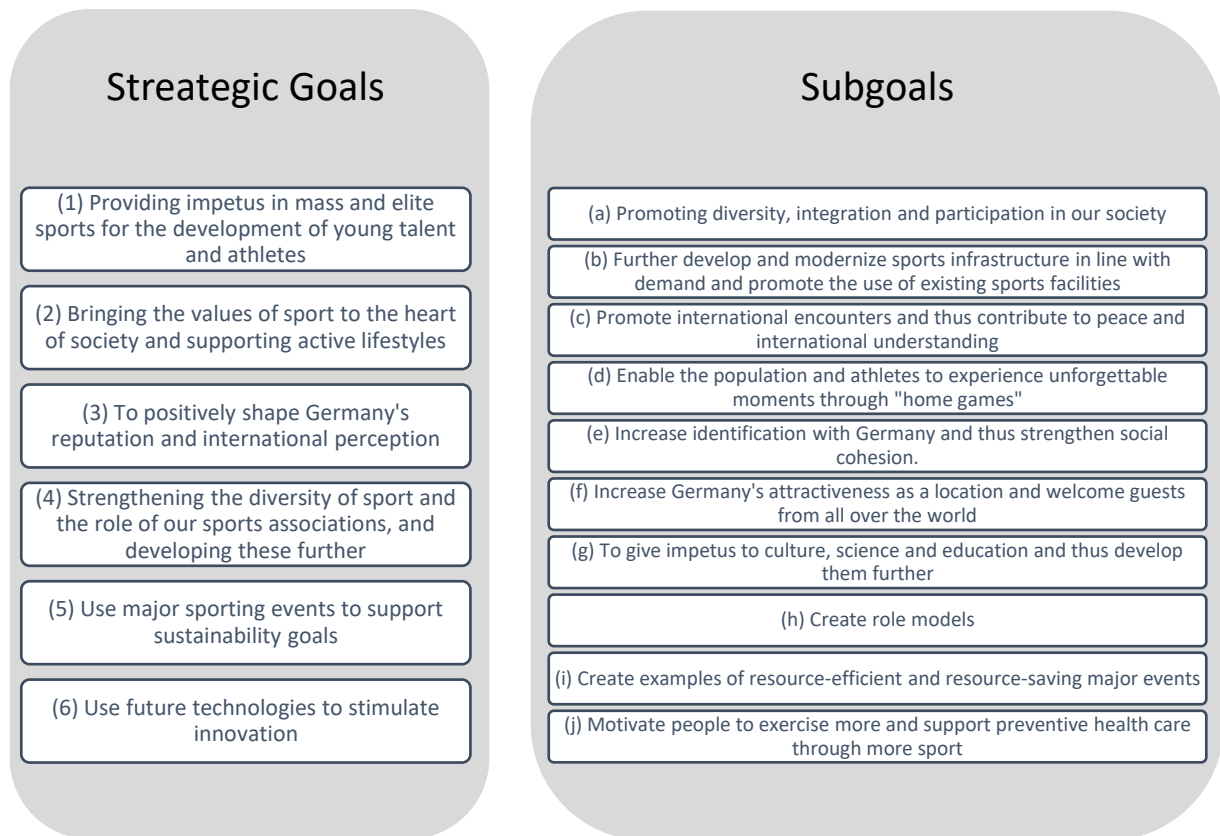 Streategic Goals
(1) Providing impetus in mass and elite
sports for the development of young talent
and athletes
(2) Bringing the values of sport to the heart
of society and supporting active lifestyles
(3) To positively shape Germany's
reputation and international perception
(4) Strengthening the diversity of sport and
the role of our sports associations, and
developing these further
(5) Use major sporting events to support
sustainability goals
(6) Use future technologies to stimulate
innovation
Subgoals
(a) Promoting diversity, integration and participation in our society
(b) Further develop and modernize sports infrastructure in line with
demand and promote the use of existing sports facilities
(c) Promote international encounters and thus contribute to peace and
international understanding
(d) Enable the population and athletes to experience unforgettable
moments through "home games"
(e) Increase identification with Germany and thus strengthen social
cohesion.
(f) Increase Germany's attractiveness as a location and welcome guests
from all over the world
(g) To give impetus to culture, science and education and thus develop
them further
(h) Create role models
(i) Create examples of resource-efficient and resource-saving major events
(j) Motivate people to exercise more and support preventive health care
through more sport